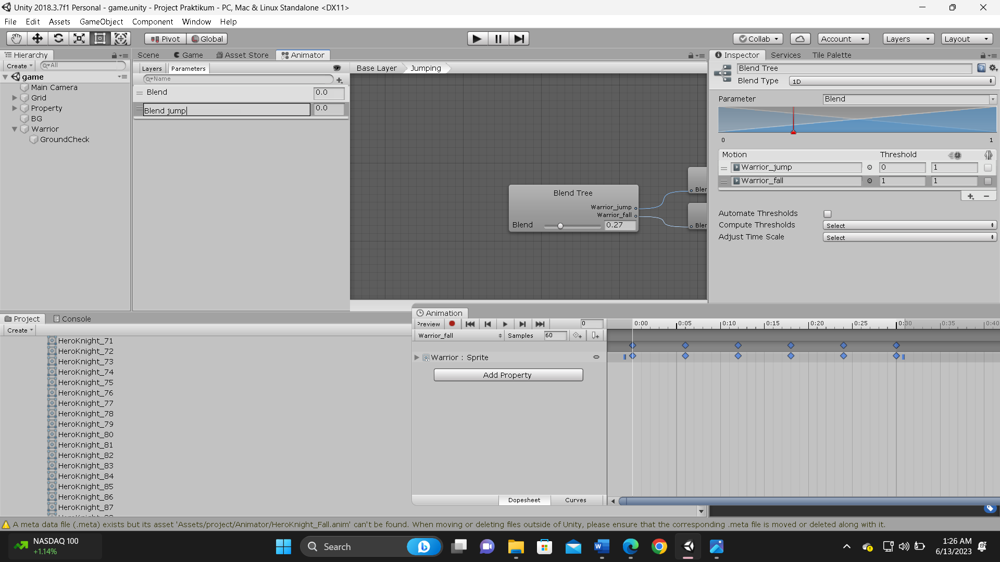 Unity 2018.3.7f1 Personal - game.unity - Project Praktikum - PC, Mac & Linux Standalone <DX11>
File Edit Assets GameObject Component Window Help
Pivot Global Collab Account Layers Layout
Hierarchy
Create All
game
Main Camera
Grid
Property
BG
Warrior
GroundCheck
Scene Game Asset Store Animator
Layers Parameters
Name
Blend 0.0
Blend jump 0.0
Base Layer Jumping
Blend Tree
Warrior_jump
Warrior_fall
Blend 0.27
Blen
Blen
Inspector Services Tile Palette
Blend Tree
Blend Type 1D
Parameter Blend
0 1
Motion Threshold
Warrior_jump 0 1
Warrior_fall 1 1
Automate Thresholds
Compute Thresholds Select
Adjust Time Scale Select
Project Console
Create
HeroKnight_71
HeroKnight_72
HeroKnight_73
HeroKnight_74
HeroKnight_75
HeroKnight_76
HeroKnight_77
HeroKnight_78
HeroKnight_79
HeroKnight_80
HeroKnight_81
HeroKnight_82
HeroKnight_83
HeroKnight_84
HeroKnight_85
HeroKnight_86
HeroKnight_87
Animation
Preview 0
Warrior_fall Samples 60
0:00 0:05 0:10 0:15 0:20 0:25 0:30 0:35 0:40
Warrior : Sprite
Add Property
Dopesheet Curves
A meta data file (.meta) exists but its asset 'Assets/project/Animator/HeroKnight_Fall.anim' can't be found. When moving or deleting files outside of Unity, please ensure that the corresponding .meta file is moved or deleted along with it.
NASDAQ 100
+1.14%
Search
1:26 AM
6/13/2023